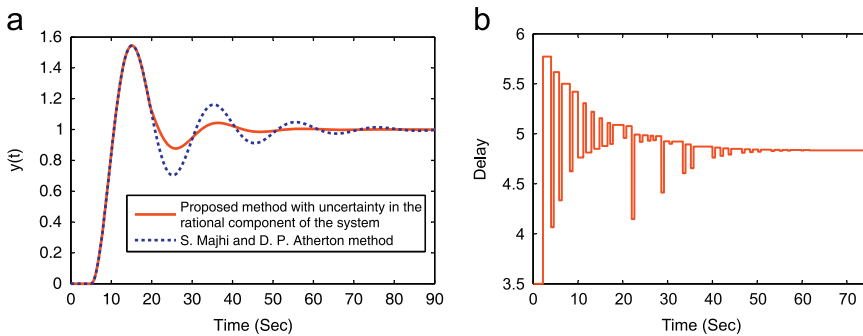 a
1.6
1.4
1.2
1
0.8
0.6
0.4
0.2
0
y(t)
Proposed method with uncertainty in the
rational component of the system
S. Majhi and D. P. Atherton method
0 10 20 30 40 50 60 70 80 90
Time (Sec)
b
6
5.5
5
4.5
4
3.5
Delay
0 10 20 30 40 50 60 70
Time (Sec)